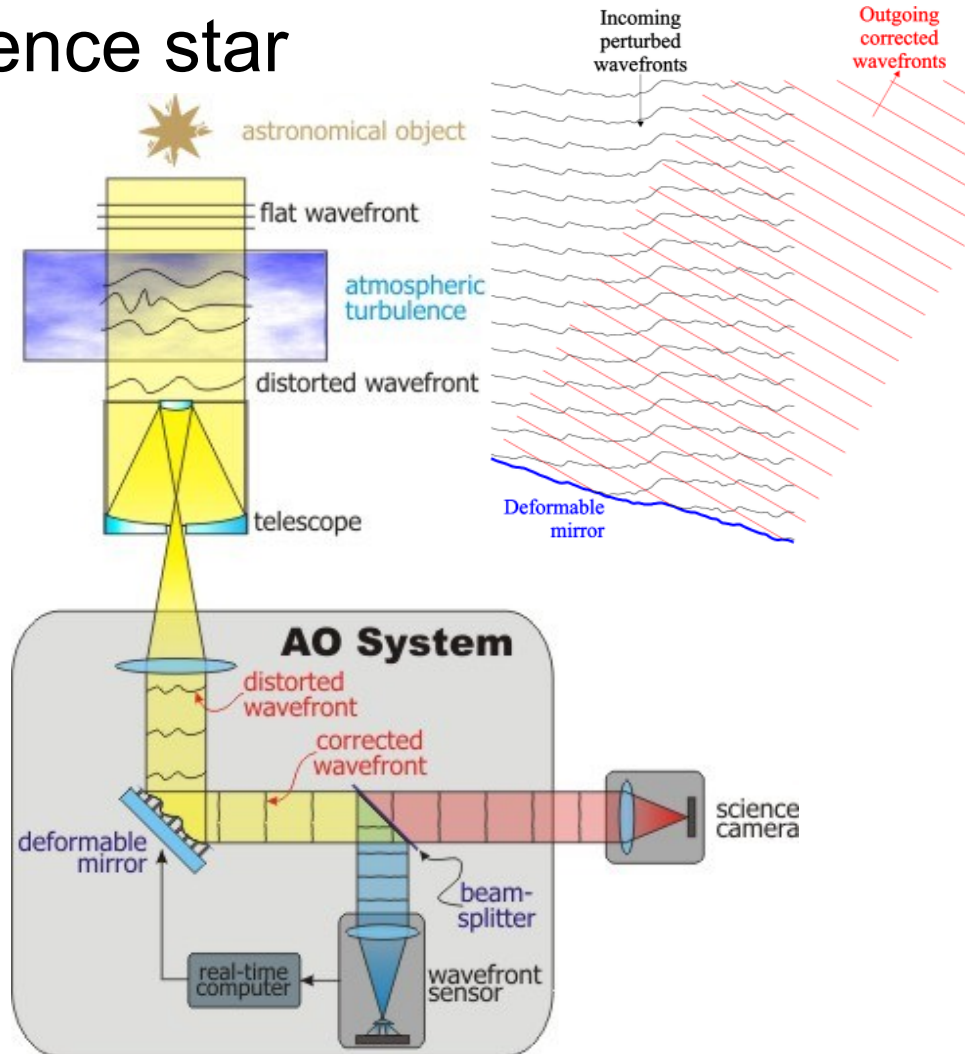 ence star
astronomical object
flat wavefront
atmospheric
turbulence
distorted wavefront
telescope
Incoming
perturbed
wavefronts
Outgoing
corrected
wavefronts
Deformable
mirror
AO System
distorted
wavefront
corrected
wavefront
deformable
mirror
science
camera
beam-
splitter
real-time
computer
wavefront
sensor